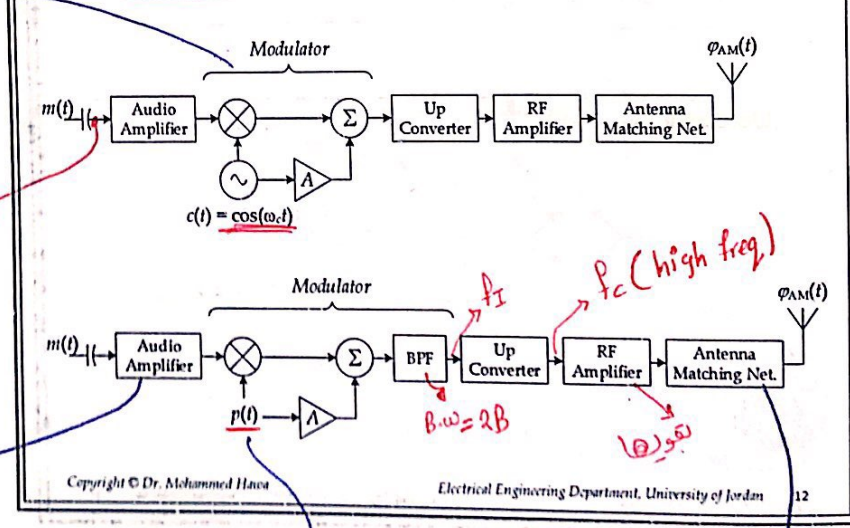 Modulator
φAM(t)
m(t)
Audio Amplifier
Σ
Up Converter
RF Amplifier
Antenna Matching Net.
~
A
c(t) = cos(ωct)
Modulator
fI
fc (high freq)
φAM(t)
m(t)
Audio Amplifier
Σ
BPF
Up Converter
RF Amplifier
Antenna Matching Net.
p(t)
A
B.W = 2B
Copyright © Dr. Mohammed Hawa
Electrical Engineering Department, University of Jordan
12